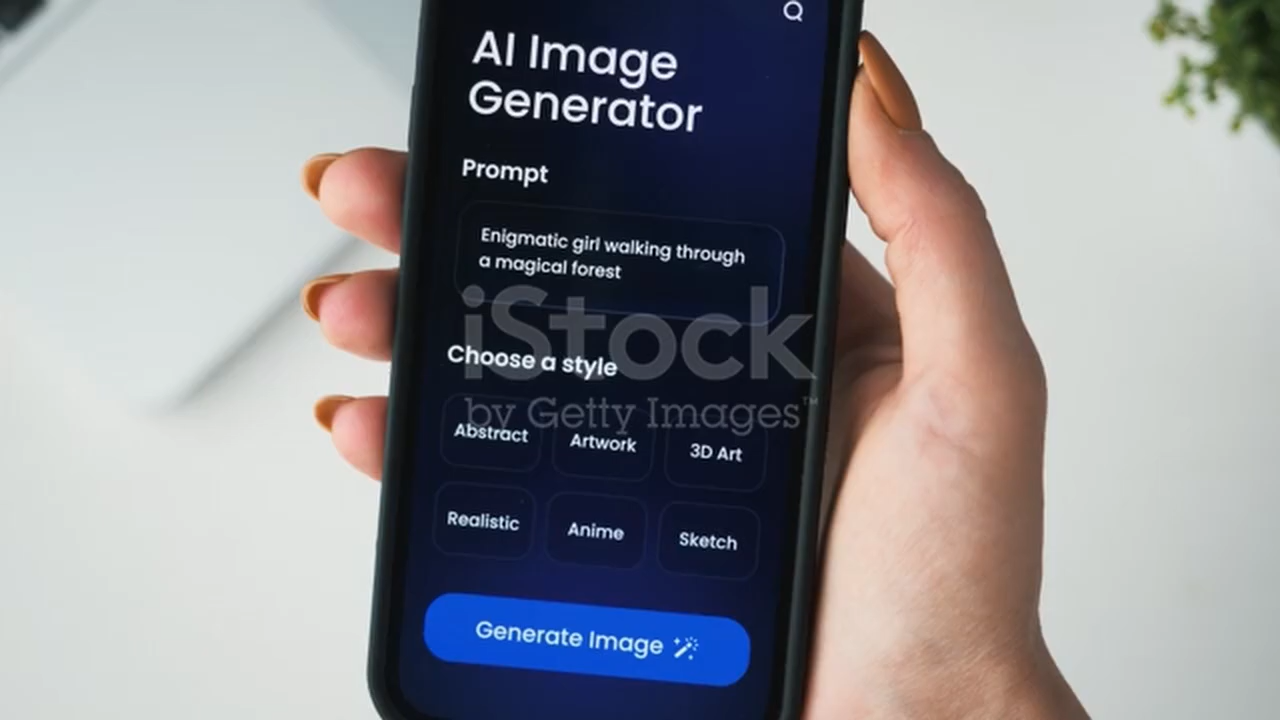 AI Image
Generator
Prompt
Enigmatic girl walking through
a magical forest
iStock
Choose a style
by Getty Images™
Abstract
Artwork
3D Art
Realistic
Anime
Sketch
Generate Image